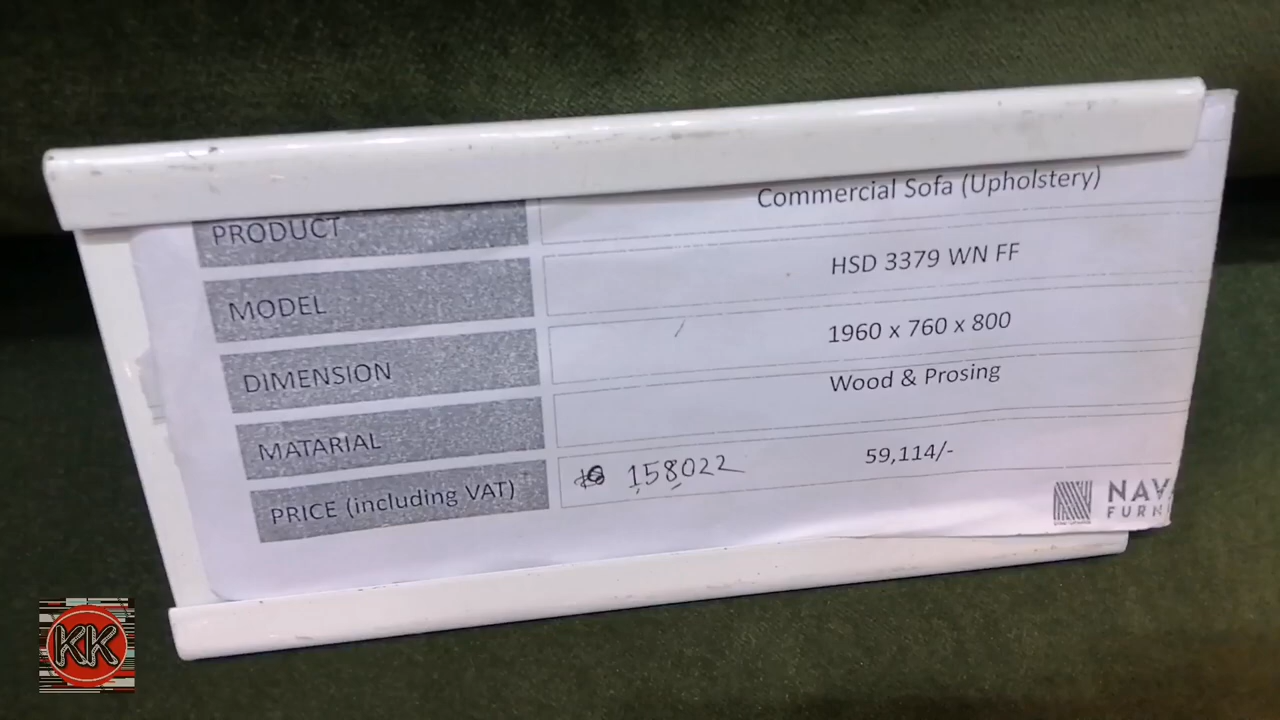 PRODUCT Commercial Sofa (Upholstery)
MODEL HSD 3379 WN FF
DIMENSION 1960 x 760 x 800
MATARIAL Wood & Prosing
PRICE (including VAT) 158022 59,114/-
NAV
FURN
KK